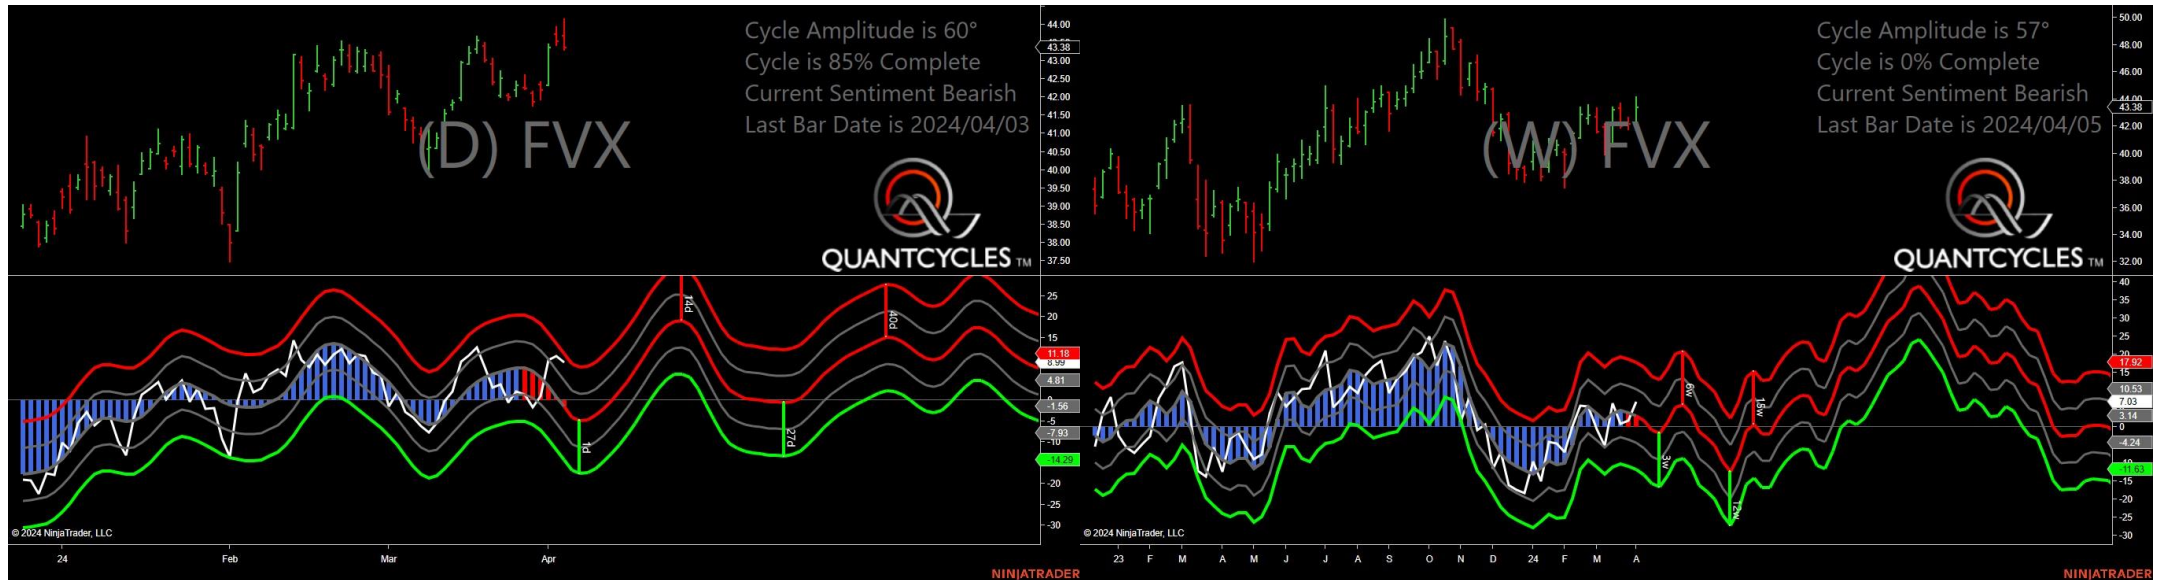 Cycle Amplitude is 60°
Cycle is 85% Complete
Current Sentiment Bearish
Last Bar Date is 2024/04/03
(D) FVX
QUANTCYCLES TM
44.00
43.38
43.00
42.50
42.00
41.50
41.00
40.50
40.00
39.50
39.00
38.50
38.00
37.50
25
20
15
11.18
8.99
4.81
0
-1.56
-5
-7.93
-10
-14.29
-20
-25
-30
14d
40d
1d
27d
© 2024 NinjaTrader, LLC
24 Feb Mar Apr
NINJATRADER
Cycle Amplitude is 57°
Cycle is 0% Complete
Current Sentiment Bearish
Last Bar Date is 2024/04/05
(W) FVX
QUANTCYCLES TM
50.00
48.00
46.00
44.00
43.38
42.00
40.00
38.00
36.00
34.00
32.00
40
35
30
25
20
17.92
15
10.53
7.03
3.14
0
-4.24
-10
-11.63
-15
-20
-25
-30
6w
18w
3w
12w
© 2024 NinjaTrader, LLC
23 F M A M J J A S O N D 24 F M A
NINJATRADER